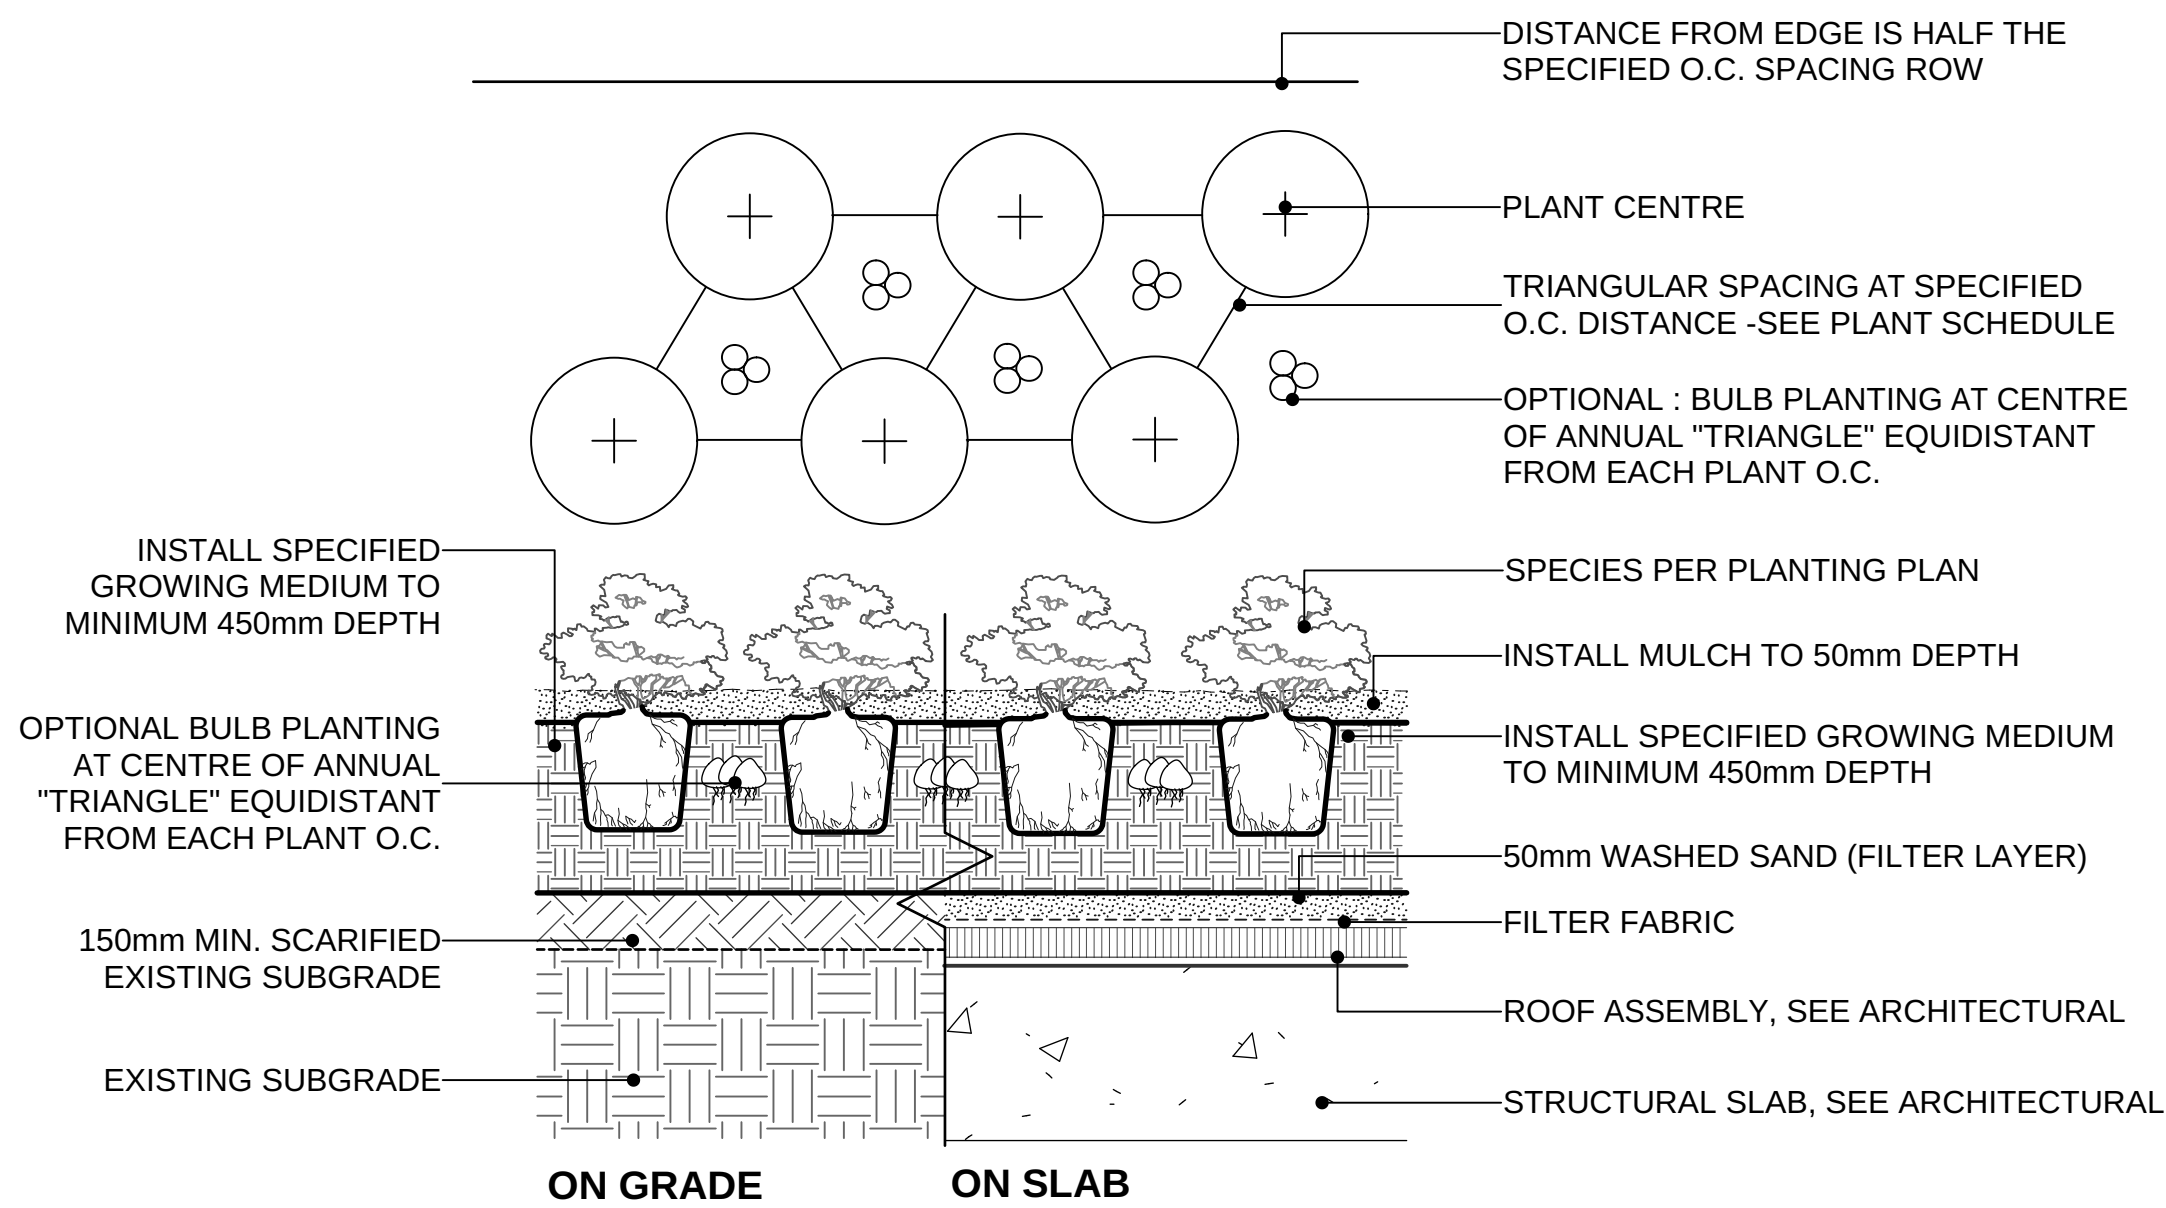 DISTANCE FROM EDGE IS HALF THE
SPECIFIED O.C. SPACING ROW
PLANT CENTRE
TRIANGULAR SPACING AT SPECIFIED
O.C. DISTANCE -SEE PLANT SCHEDULE
OPTIONAL : BULB PLANTING AT CENTRE
OF ANNUAL "TRIANGLE" EQUIDISTANT
FROM EACH PLANT O.C.
INSTALL SPECIFIED
GROWING MEDIUM TO
MINIMUM 450mm DEPTH
OPTIONAL BULB PLANTING
AT CENTRE OF ANNUAL
"TRIANGLE" EQUIDISTANT
FROM EACH PLANT O.C.
150mm MIN. SCARIFIED
EXISTING SUBGRADE
EXISTING SUBGRADE
SPECIES PER PLANTING PLAN
INSTALL MULCH TO 50mm DEPTH
INSTALL SPECIFIED GROWING MEDIUM
TO MINIMUM 450mm DEPTH
50mm WASHED SAND (FILTER LAYER)
FILTER FABRIC
ROOF ASSEMBLY, SEE ARCHITECTURAL
STRUCTURAL SLAB, SEE ARCHITECTURAL
ON GRADE
ON SLAB